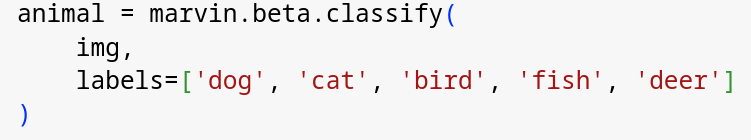 animal = marvin.beta.classify(
    img,
    labels=['dog', 'cat', 'bird', 'fish', 'deer']
)